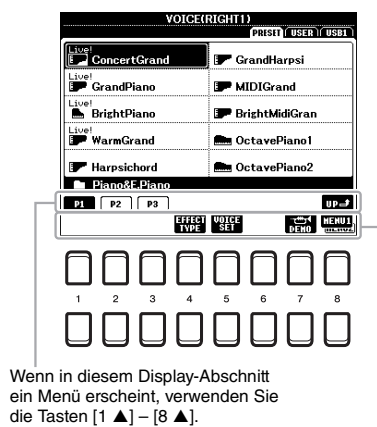 VOICE(RIGHT1)
PRESET USER USB1
Live!
ConcertGrand
GrandHarpsi
Live!
GrandPiano
MIDIGrand
Live!
BrightPiano
BrightMidiGran
Live!
WarmGrand
OctavePiano1
Harpsichord
OctavePiano2
Piano&E.Piano
P1 P2 P3 UP
EFFECT TYPE VOICE SET DEMO MENU1
MENU2
1 2 3 4 5 6 7 8
Wenn in diesem Display-Abschnitt
ein Menü erscheint, verwenden Sie
die Tasten [1 ▲] – [8 ▲].